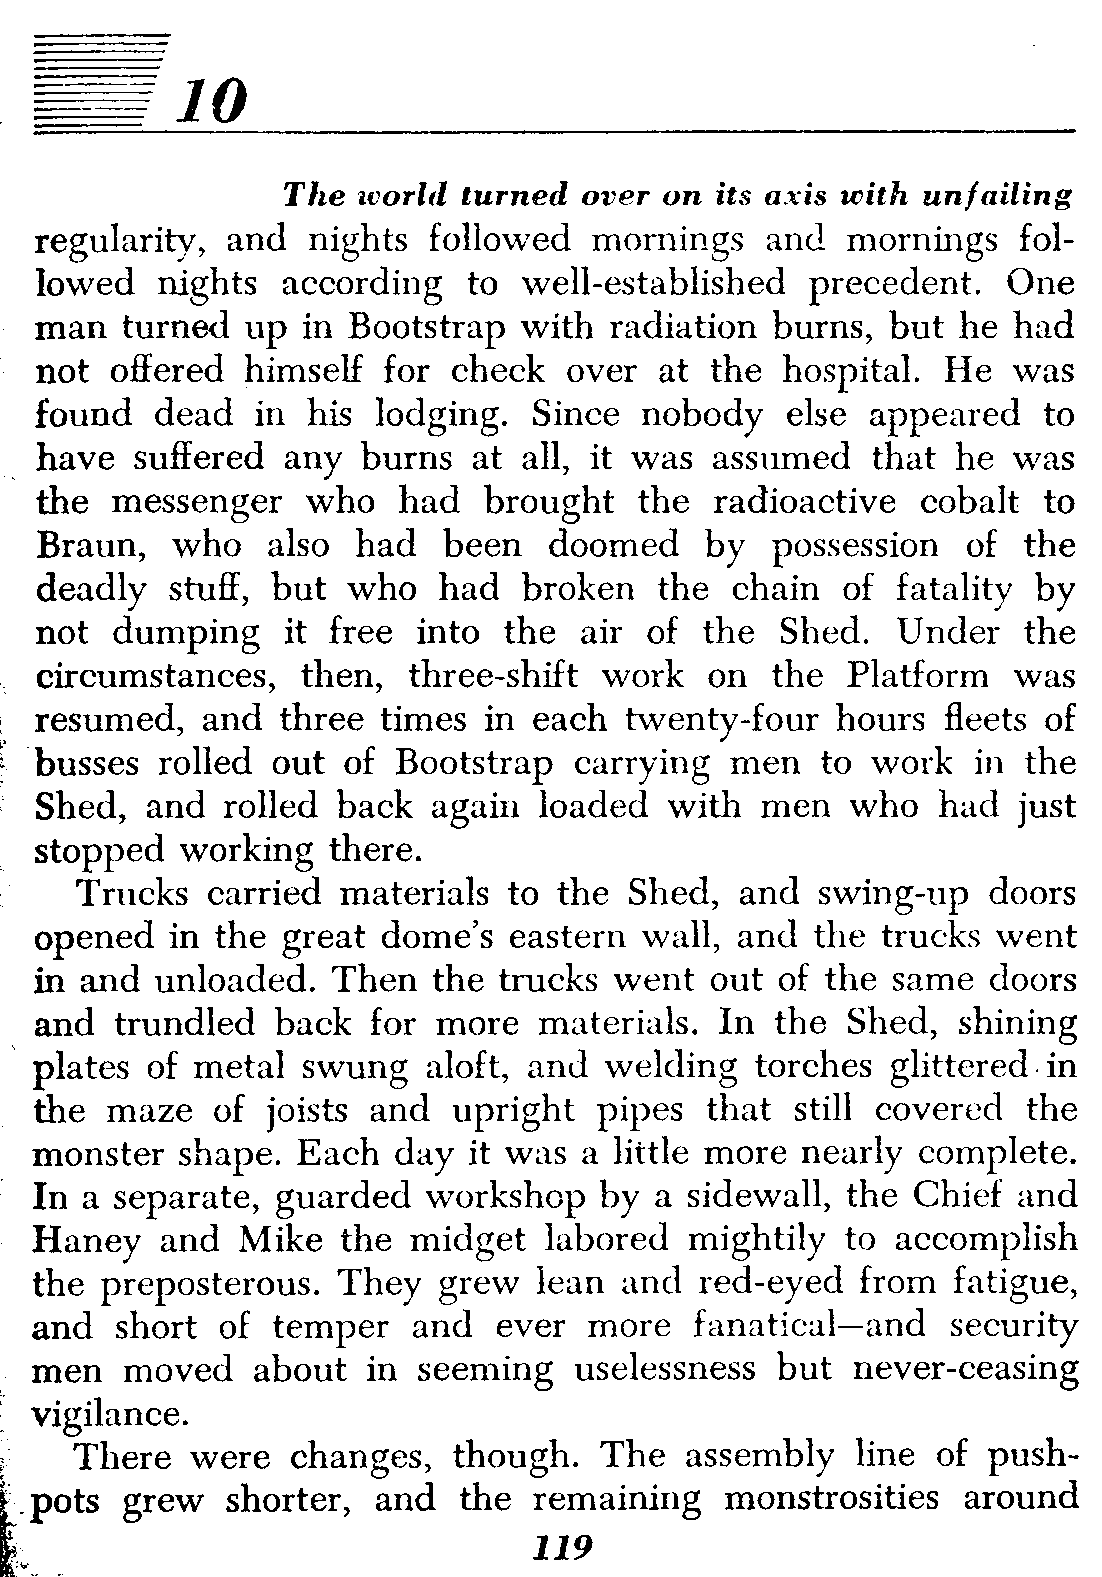 10
The world turned over on its axis with unfailing
regularity, and nights followed mornings and mornings fol-
lowed nights according to well-established precedent. One
man turned up in Bootstrap with radiation burns, but he had
not offered himself for check over at the hospital. He was
found dead in his lodging. Since nobody else appeared to
have suffered any burns at all, it was assumed that he was
the messenger who had brought the radioactive cobalt to
Braun, who also had been doomed by possession of the
deadly stuff, but who had broken the chain of fatality by
not dumping it free into the air of the Shed. Under the
circumstances, then, three-shift work on the Platform was
resumed, and three times in each twenty-four hours fleets of
busses rolled out of Bootstrap carrying men to work in the
Shed, and rolled back again loaded with men who had just
stopped working there.
Trucks carried materials to the Shed, and swing-up doors
opened in the great dome's eastern wall, and the trucks went
in and unloaded. Then the trucks went out of the same doors
and trundled back for more materials. In the Shed, shining
plates of metal swung aloft, and welding torches glittered in
the maze of joists and upright pipes that still covered the
monster shape. Each day it was a little more nearly complete.
In a separate, guarded workshop by a sidewall, the Chief and
Haney and Mike the midget labored mightily to accomplish
the preposterous. They grew lean and red-eyed from fatigue,
and short of temper and ever more fanatical—and security
men moved about in seeming uselessness but never-ceasing
vigilance.
There were changes, though. The assembly line of push-
pots grew shorter, and the remaining monstrosities around
119